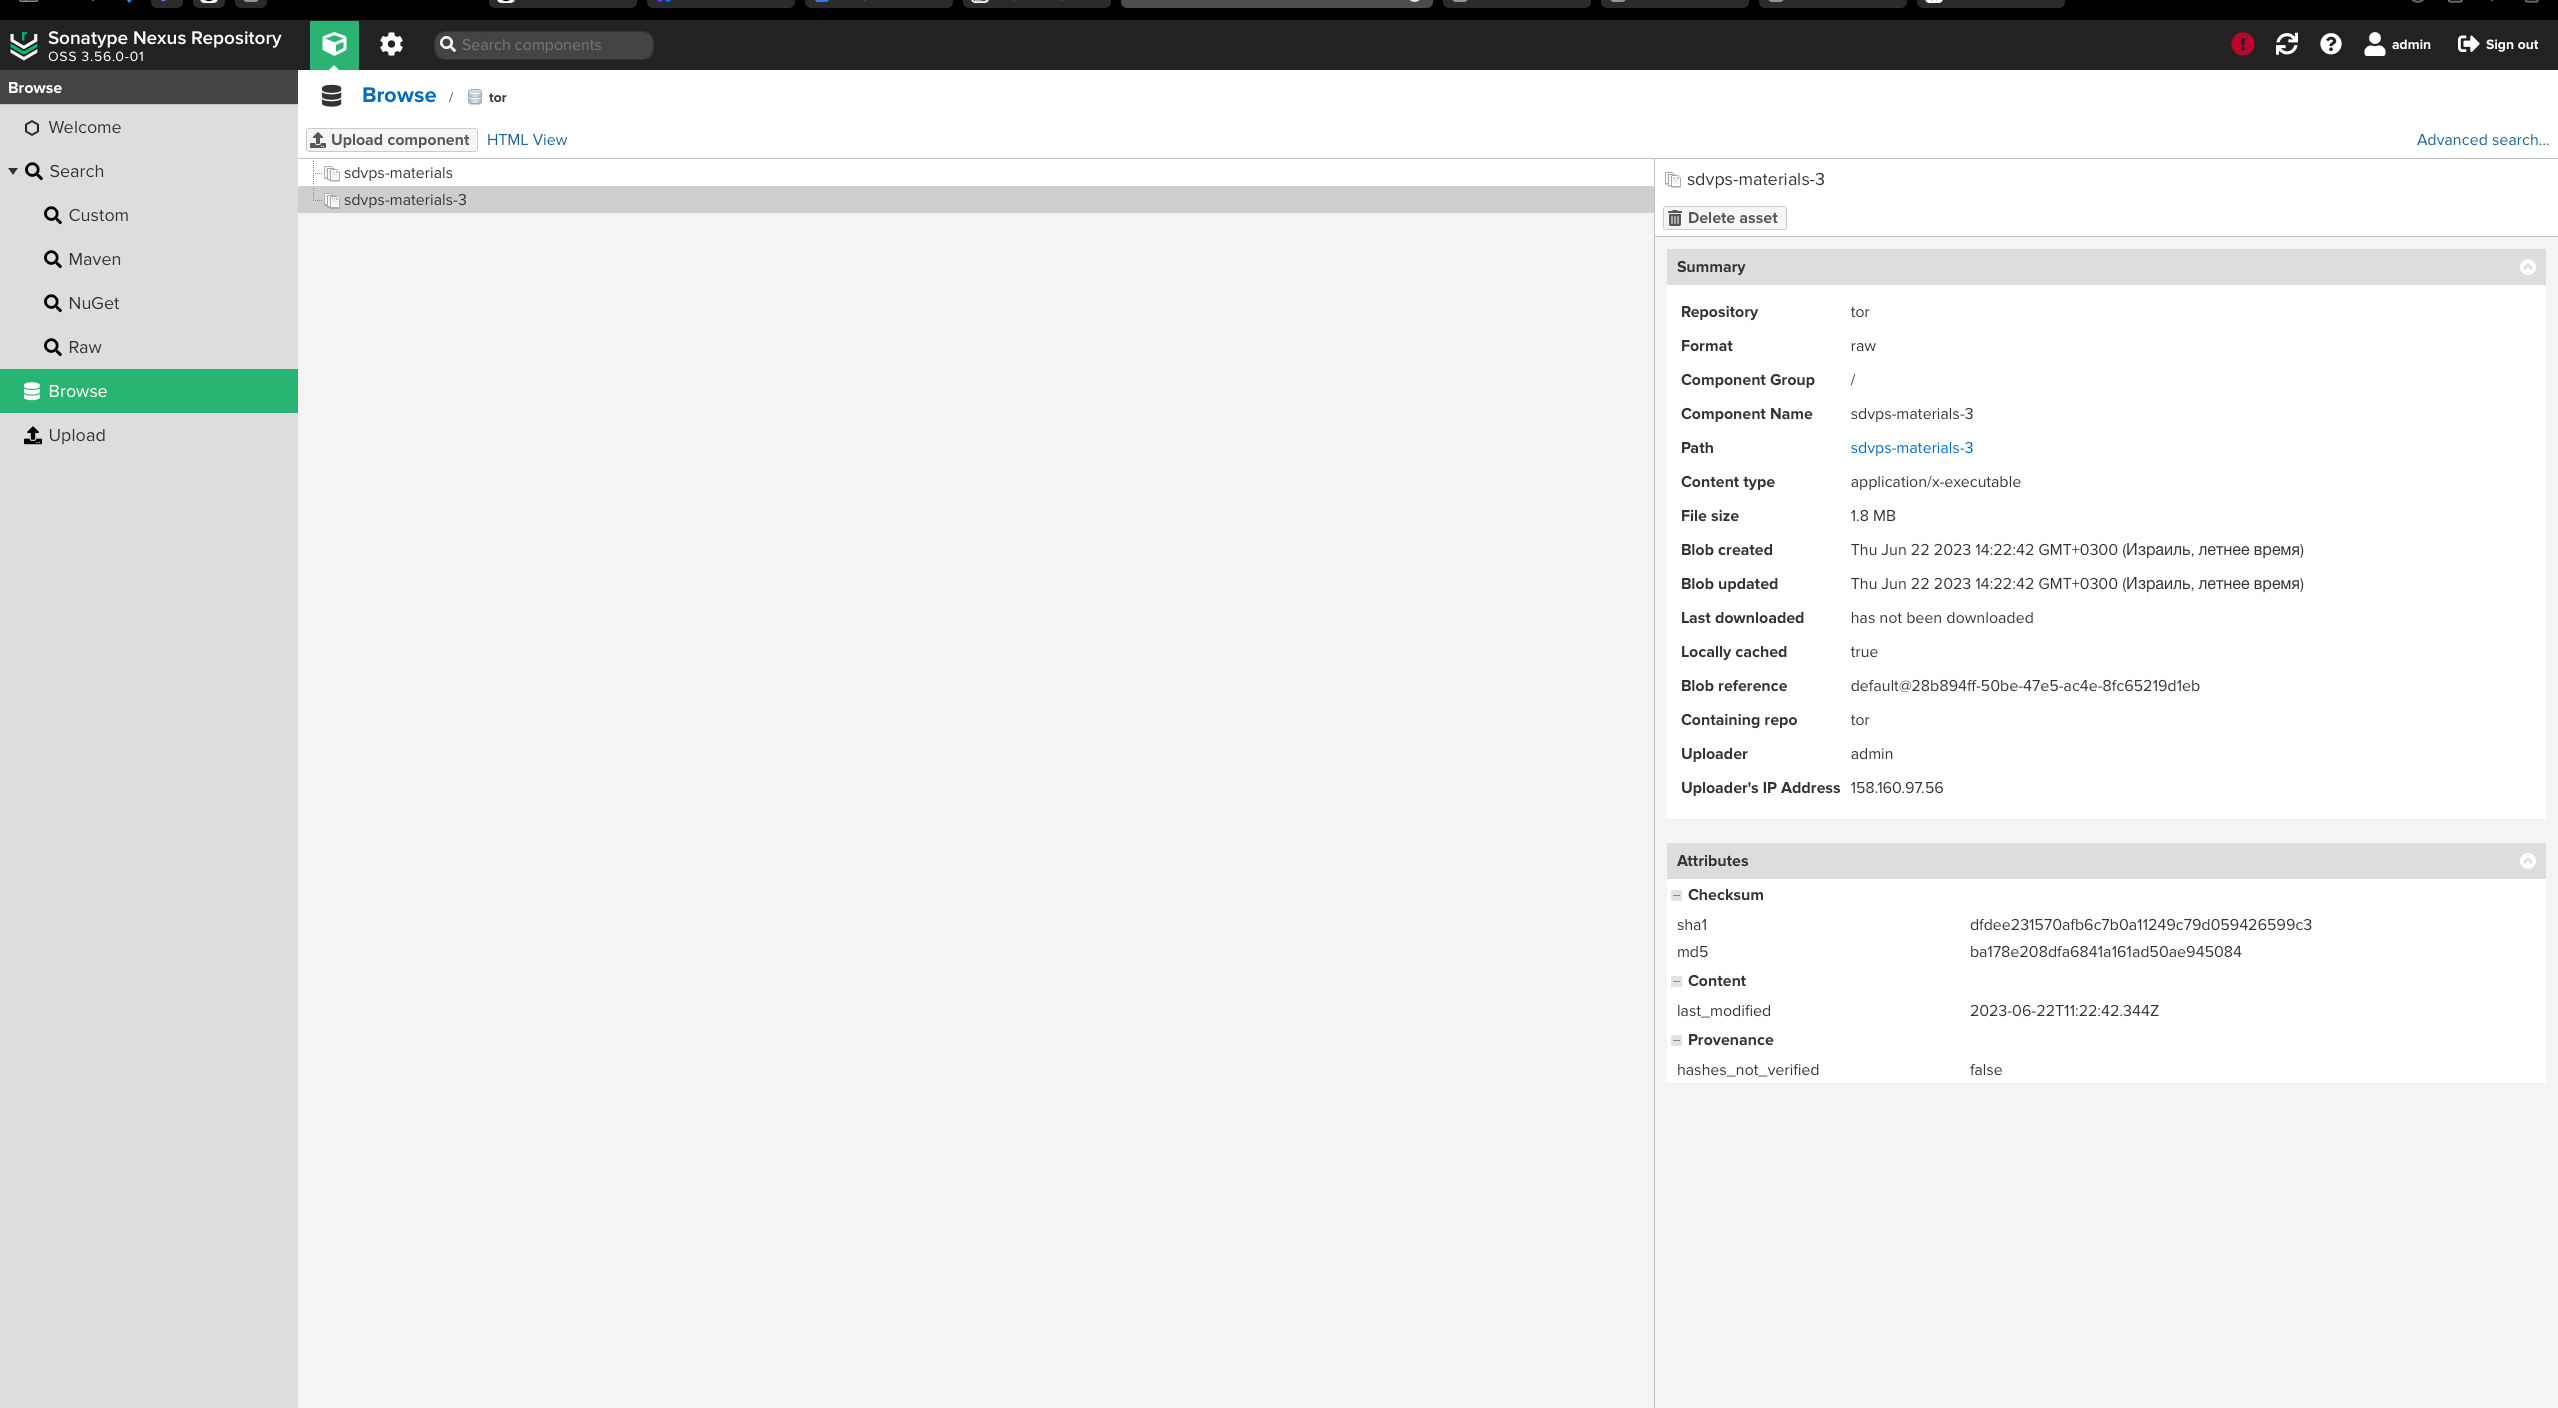 Sonatype Nexus Repository
OSS 3.56.0-01
Search components
admin
Sign out
Browse
Welcome
Search
Custom
Maven
NuGet
Raw
Browse
Upload
Browse / tor
Upload component HTML View
Advanced search...
sdvps-materials
sdvps-materials-3
sdvps-materials-3
Delete asset
Summary
Repository tor
Format raw
Component Group /
Component Name sdvps-materials-3
Path sdvps-materials-3
Content type application/x-executable
File size 1.8 MB
Blob created Thu Jun 22 2023 14:22:42 GMT+0300 (Израиль, летнее время)
Blob updated Thu Jun 22 2023 14:22:42 GMT+0300 (Израиль, летнее время)
Last downloaded has not been downloaded
Locally cached true
Blob reference default@28b894ff-50be-47e5-ac4e-8fc65219d1eb
Containing repo tor
Uploader admin
Uploader's IP Address 158.160.97.56
Attributes
Checksum
sha1 dfdee231570afb6c7b0a11249c79d059426599c3
md5 ba178e208dfa6841a161ad50ae945084
Content
last_modified 2023-06-22T11:22:42.344Z
Provenance
hashes_not_verified false